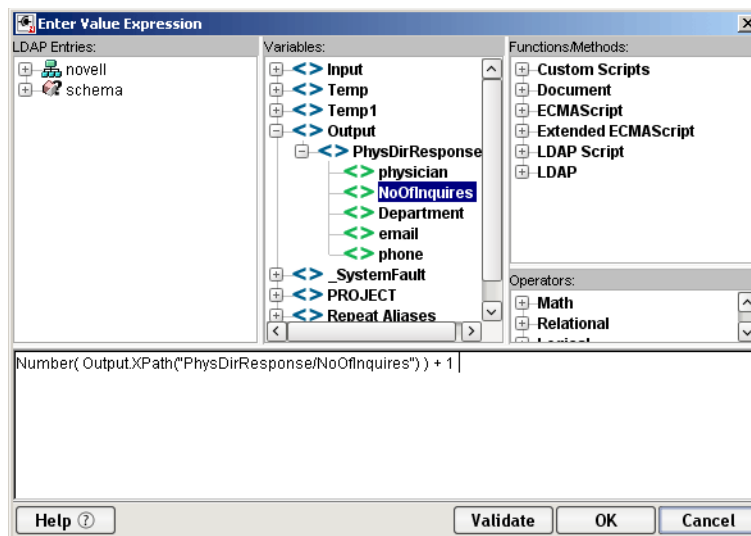 Enter Value Expression
LDAP Entries:
novell
schema
Variables:
Input
Temp
Temp1
Output
PhysDirResponse
physician
NoOfInquires
Department
email
phone
_SystemFault
PROJECT
Repeat Aliases
Functions/Methods:
Custom Scripts
Document
ECMAScript
Extended ECMAScript
LDAP Script
LDAP
Operators:
Math
Relational
Logical
Number( Output.XPath("PhysDirResponse/NoOfInquires") ) + 1
Help ?
Validate
OK
Cancel